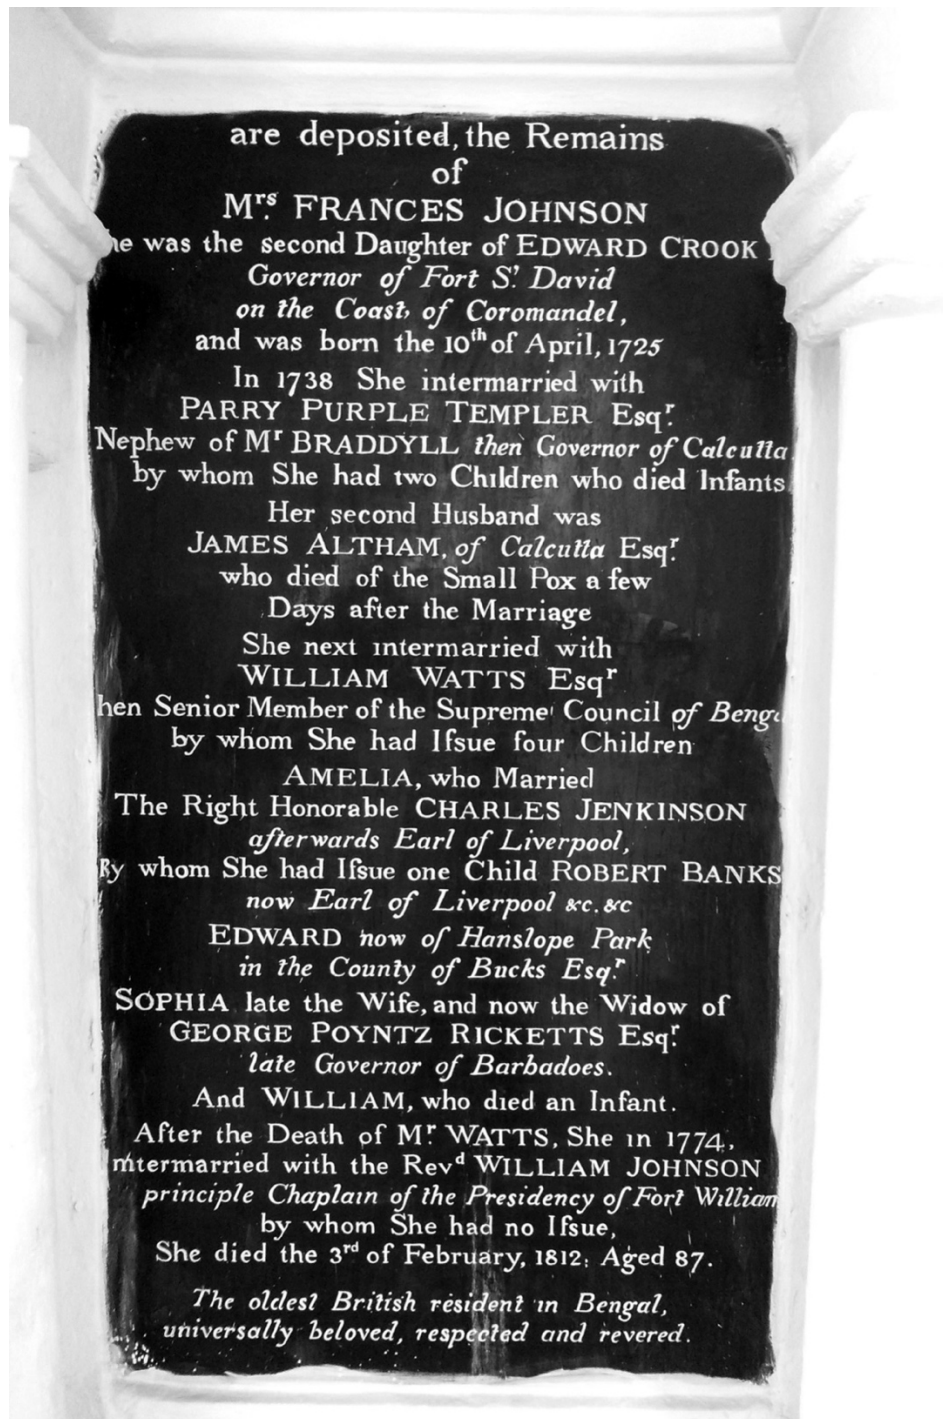 are deposited, the Remains
of
Mrs. FRANCES JOHNSON
he was the second Daughter of EDWARD CROOK
Governor of Fort St. David
on the Coast, of Coromandel,
and was born the 10th of April, 1725
In 1738 She intermarried with
PARRY PURPLE TEMPLER Esqr.
Nephew of Mr BRADDYLL then Governor of Calcutta
by whom She had two Children who died Infants
Her second Husband was
JAMES ALTHAM, of Calcutta Esqr.
who died of the Small Pox a few
Days after the Marriage
She next intermarried with
WILLIAM WATTS Esqr
hen Senior Member of the Supreme Council of Beng
by whom She had Ifsue four Children
AMELIA, who Married
The Right Honorable CHARLES JENKINSON
afterwards Earl of Liverpool,
By whom She had Ifsue one Child ROBERT BANKS
now Earl of Liverpool &c. &c
EDWARD now of Hanslope Park
in the County of Bucks Esqr.
SOPHIA late the Wife, and now the Widow of
GEORGE POYNTZ RICKETTS Esqr.
late Governor of Barbadoes.
And WILLIAM, who died an Infant.
After the Death of Mr. WATTS, She in 1774,
intermarried with the Revd WILLIAM JOHNSON
principle Chaplain of the Presidency of Fort William
by whom She had no Ifsue,
She died the 3rd of February, 1812; Aged 87.
The oldest British resident in Bengal,
universally beloved, respected and revered.